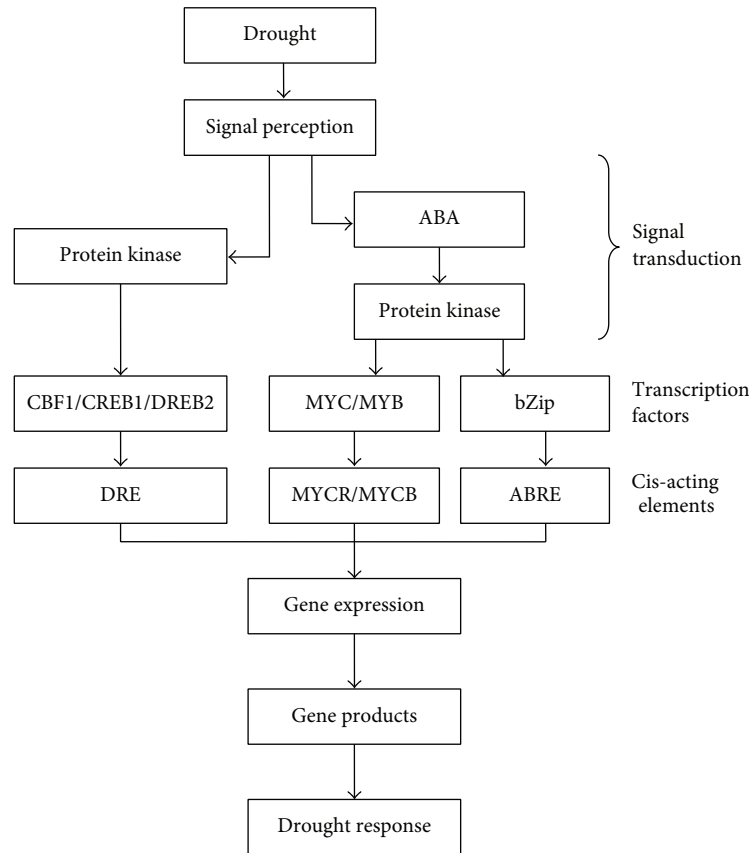 Drought
Signal perception
ABA
Signal
transduction
Protein kinase
Protein kinase
CBF1/CREB1/DREB2
MYC/MYB
bZip
Transcription
factors
DRE
MYCR/MYCB
ABRE
Cis-acting
elements
Gene expression
Gene products
Drought response